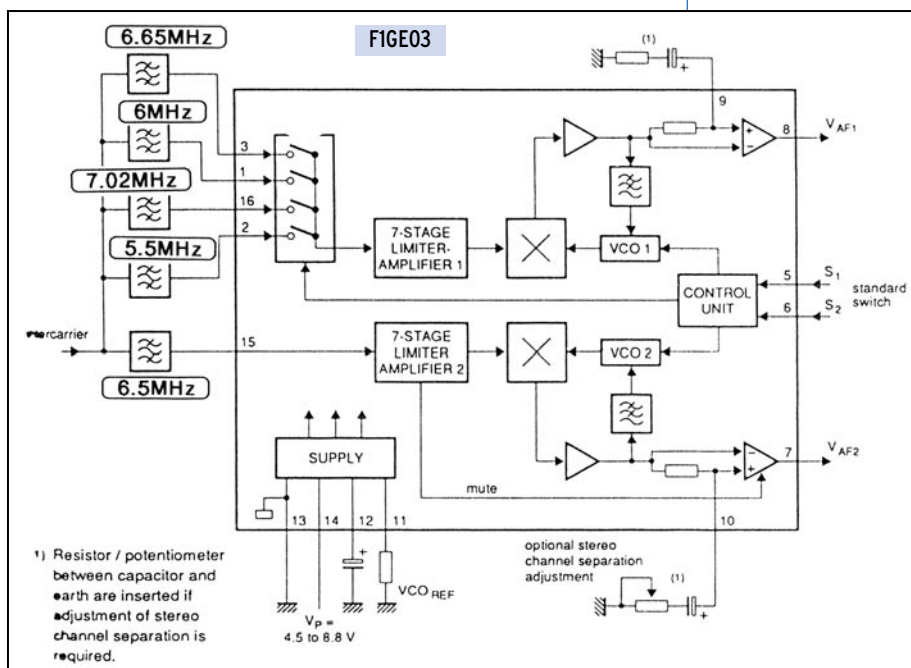 F1GE03
6.65MHz
6MHz
7.02MHz
5.5MHz
6.5MHz
3
1
16
2
15
7-STAGE
LIMITER-
AMPLIFIER 1
VCO 1
(1)
+
9
+
−
8
VAF1
CONTROL
UNIT
5
S1
6
S2
standard
switch
7-STAGE
LIMITER
AMPLIFIER 2
VCO 2
−
+
7
VAF2
mute
10
SUPPLY
13
14
12
11
+
VCO REF
VP =
4.5 to 8.8 V
optional stereo
channel separation
adjustment
(1)
+
1) Resistor / potentiometer
between capacitor and
earth are inserted if
adjustment of stereo
channel separation is
required.